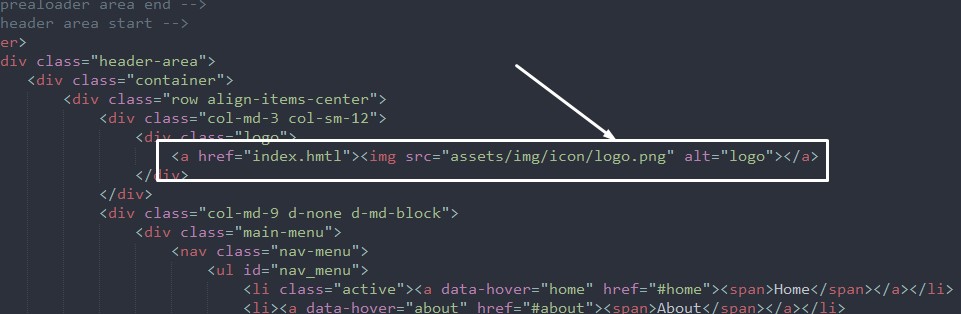 prealoader area end -->
header area start -->
er>
div class="header-area">
<div class="container">
<div class="row align-items-center">
<div class="col-md-3 col-sm-12">
<div class="logo">
<a href="index.hmtl"><img src="assets/img/icon/logo.png" alt="logo"></a>
</div>
</div>
<div class="col-md-9 d-none d-md-block">
<div class="main-menu">
<nav class="nav-menu">
<ul id="nav_menu">
<li class="active"><a data-hover="home" href="#home"><span>Home</span></a></li>
<li><a data-hover="about" href="#about"><span>About</span></a></li>